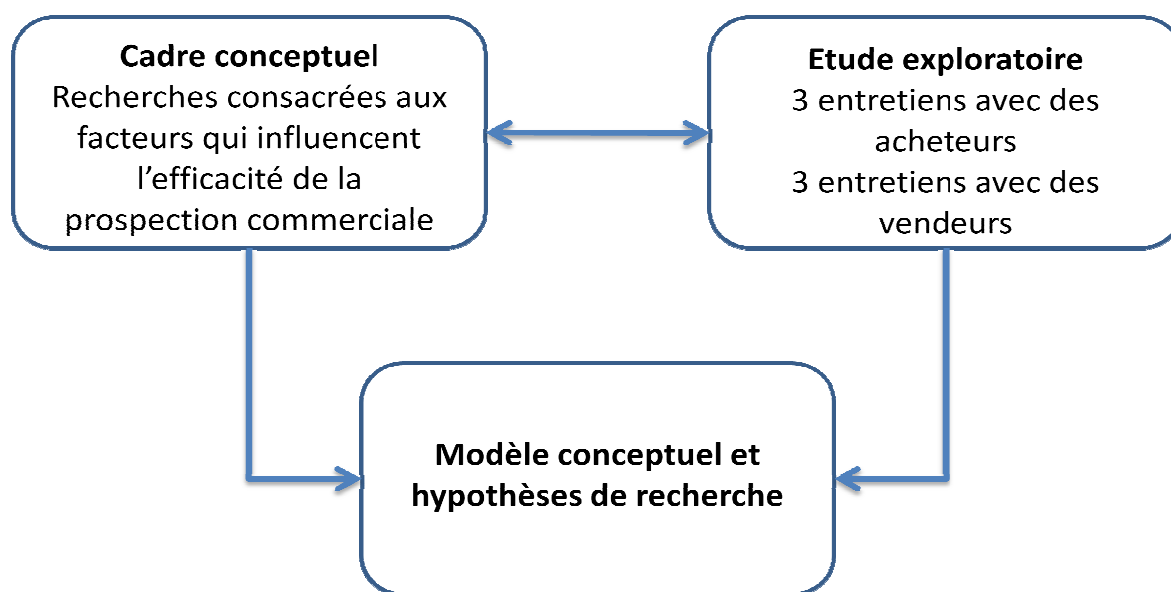 Cadre conceptuel
Recherches consacrées aux
facteurs qui influencent
l'efficacité de la
prospection commerciale
Etude exploratoire
3 entretiens avec des
acheteurs
3 entretiens avec des
vendeurs
Modèle conceptuel et
hypothèses de recherche